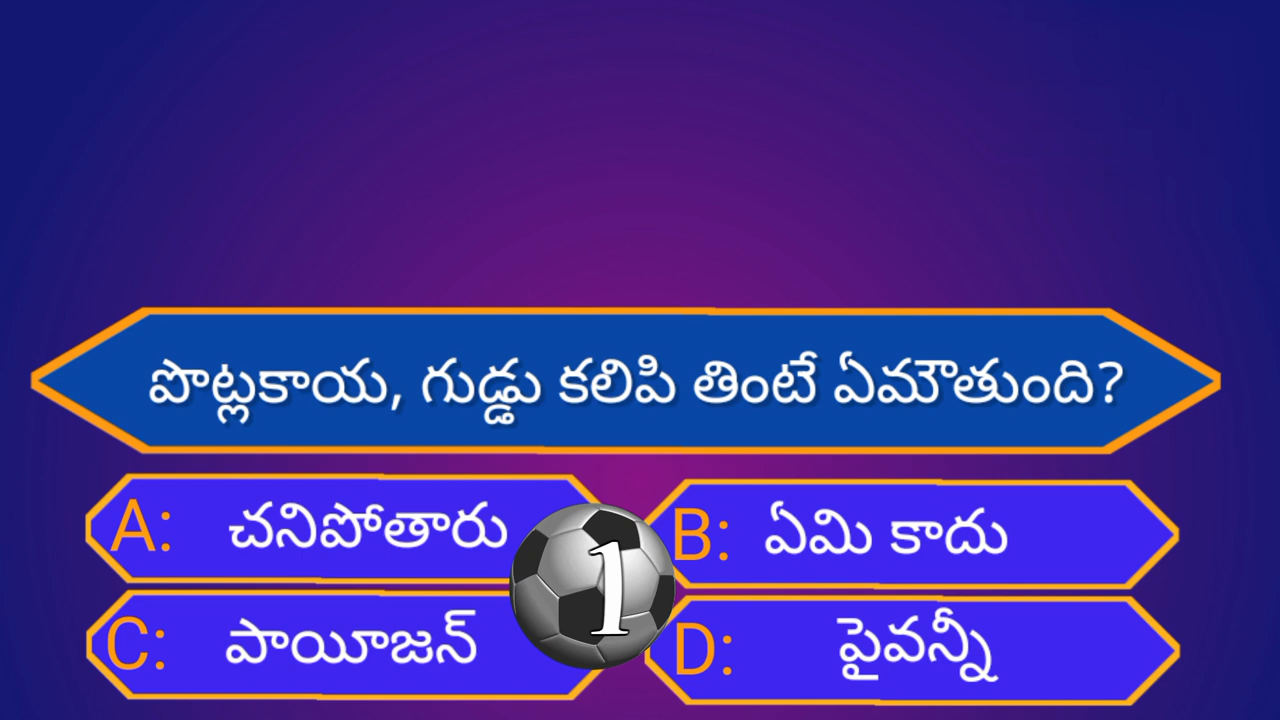 పొట్లకాయ, గుడ్డు కలిపి తింటే ఏమౌతుంది?
A: చనిపోతారు
B: ఏమి కాదు
1
C: పాయీజన్
D: పైవన్నీ